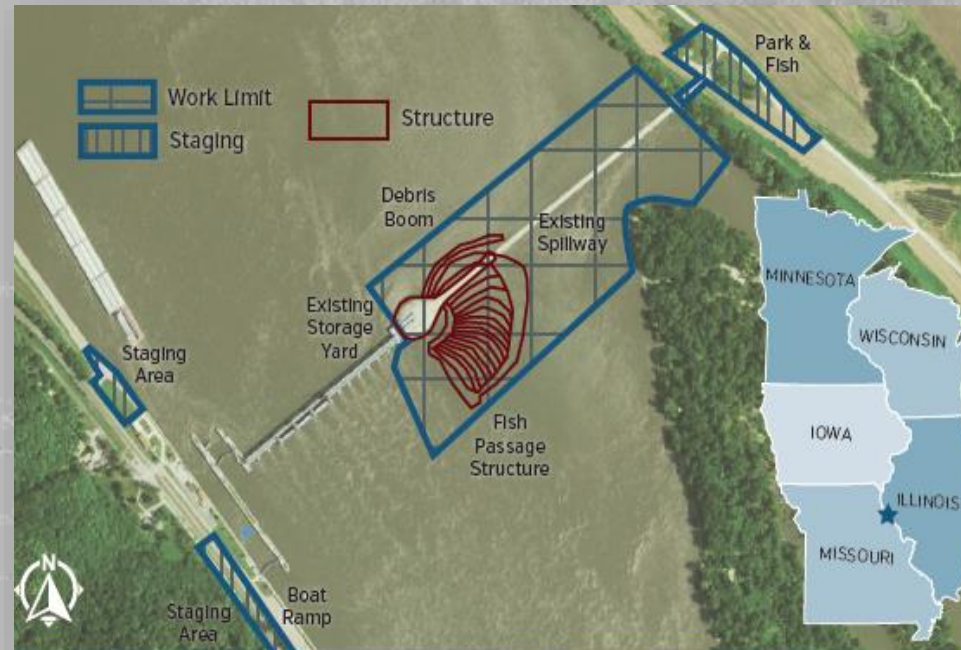 Work Limit
Staging
Structure
Park &
Fish
Debris
Boom
Existing
Spillway
Existing
Storage
Yard
Staging
Area
Fish
Passage
Structure
Boat
Ramp
Staging
Area
N
MINNESOTA
WISCONSIN
IOWA
ILLINOIS
MISSOURI